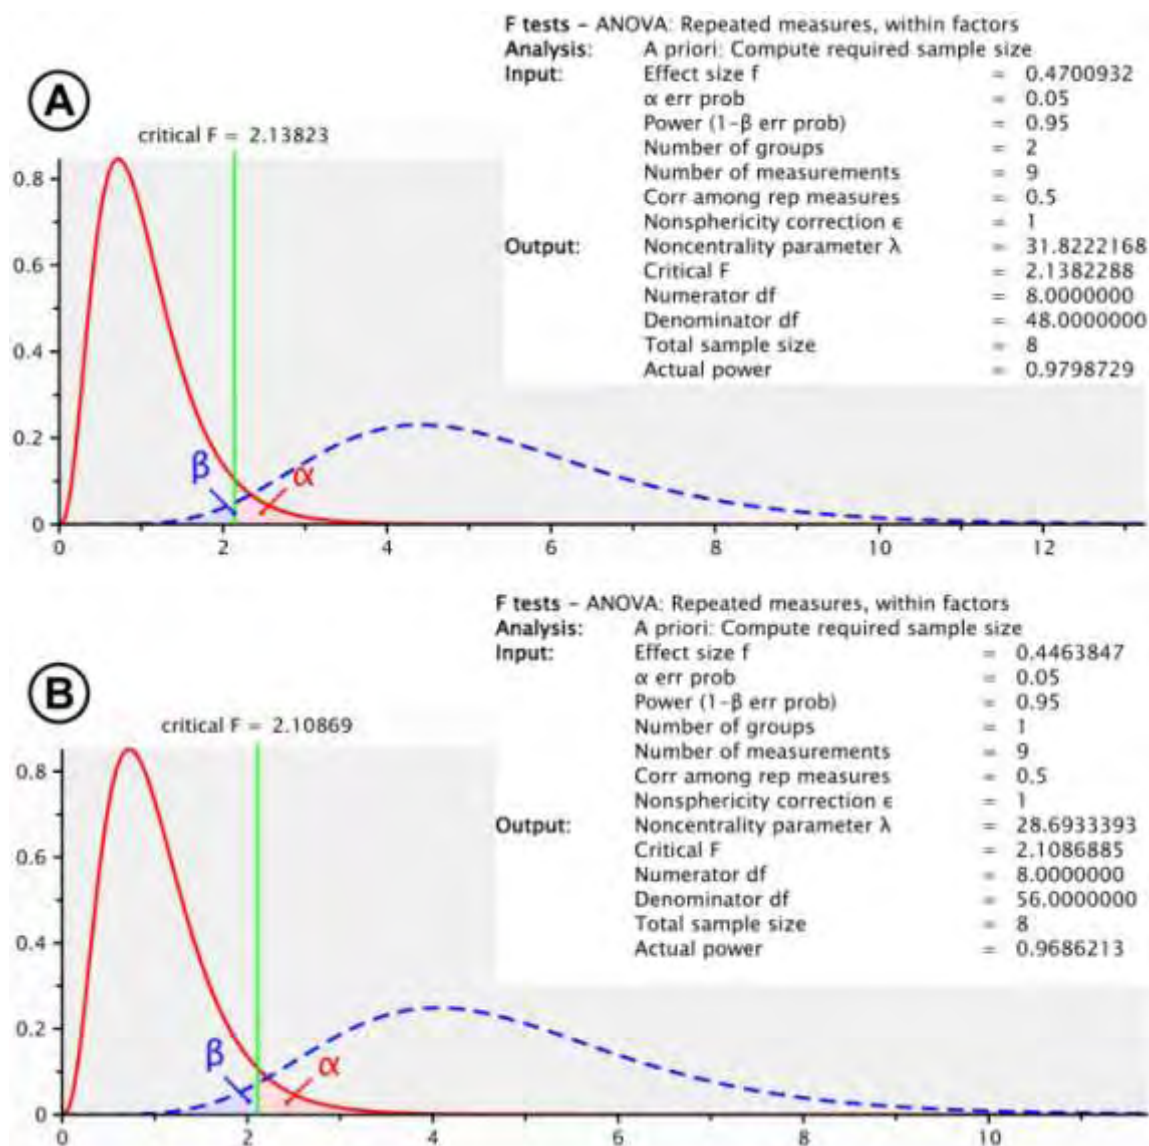 F tests – ANOVA: Repeated measures, within factors
Analysis: A priori: Compute required sample size
Input: Effect size f = 0.4700932
α err prob = 0.05
Power (1-β err prob) = 0.95
Number of groups = 2
Number of measurements = 9
Corr among rep measures = 0.5
Nonsphericity correction ϵ = 1
Output: Noncentrality parameter λ = 31.8222168
Critical F = 2.1382288
Numerator df = 8.0000000
Denominator df = 48.0000000
Total sample size = 8
Actual power = 0.9798729
A
critical F = 2.13823
0.8
0.6
0.4
0.2
0
β α
0 2 4 6 8 10 12
F tests – ANOVA: Repeated measures, within factors
Analysis: A priori: Compute required sample size
Input: Effect size f = 0.4463847
α err prob = 0.05
Power (1-β err prob) = 0.95
Number of groups = 1
Number of measurements = 9
Corr among rep measures = 0.5
Nonsphericity correction ϵ = 1
Output: Noncentrality parameter λ = 28.6933393
Critical F = 2.1086885
Numerator df = 8.0000000
Denominator df = 56.0000000
Total sample size = 8
Actual power = 0.9686213
B
critical F = 2.10869
0.8
0.6
0.4
0.2
0
β α
0 2 4 6 8 10